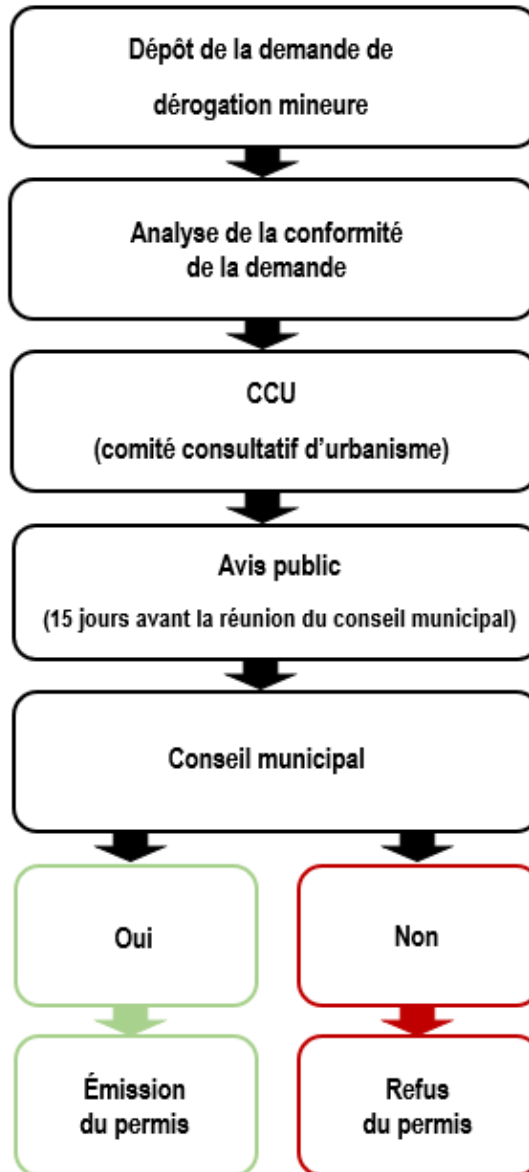 Dépôt de la demande de
dérogation mineure
Analyse de la conformité
de la demande
CCU
(comité consultatif d'urbanisme)
Avis public
(15 jours avant la réunion du conseil municipal)
Conseil municipal
Oui
Non
Émission
du permis
Refus
du permis